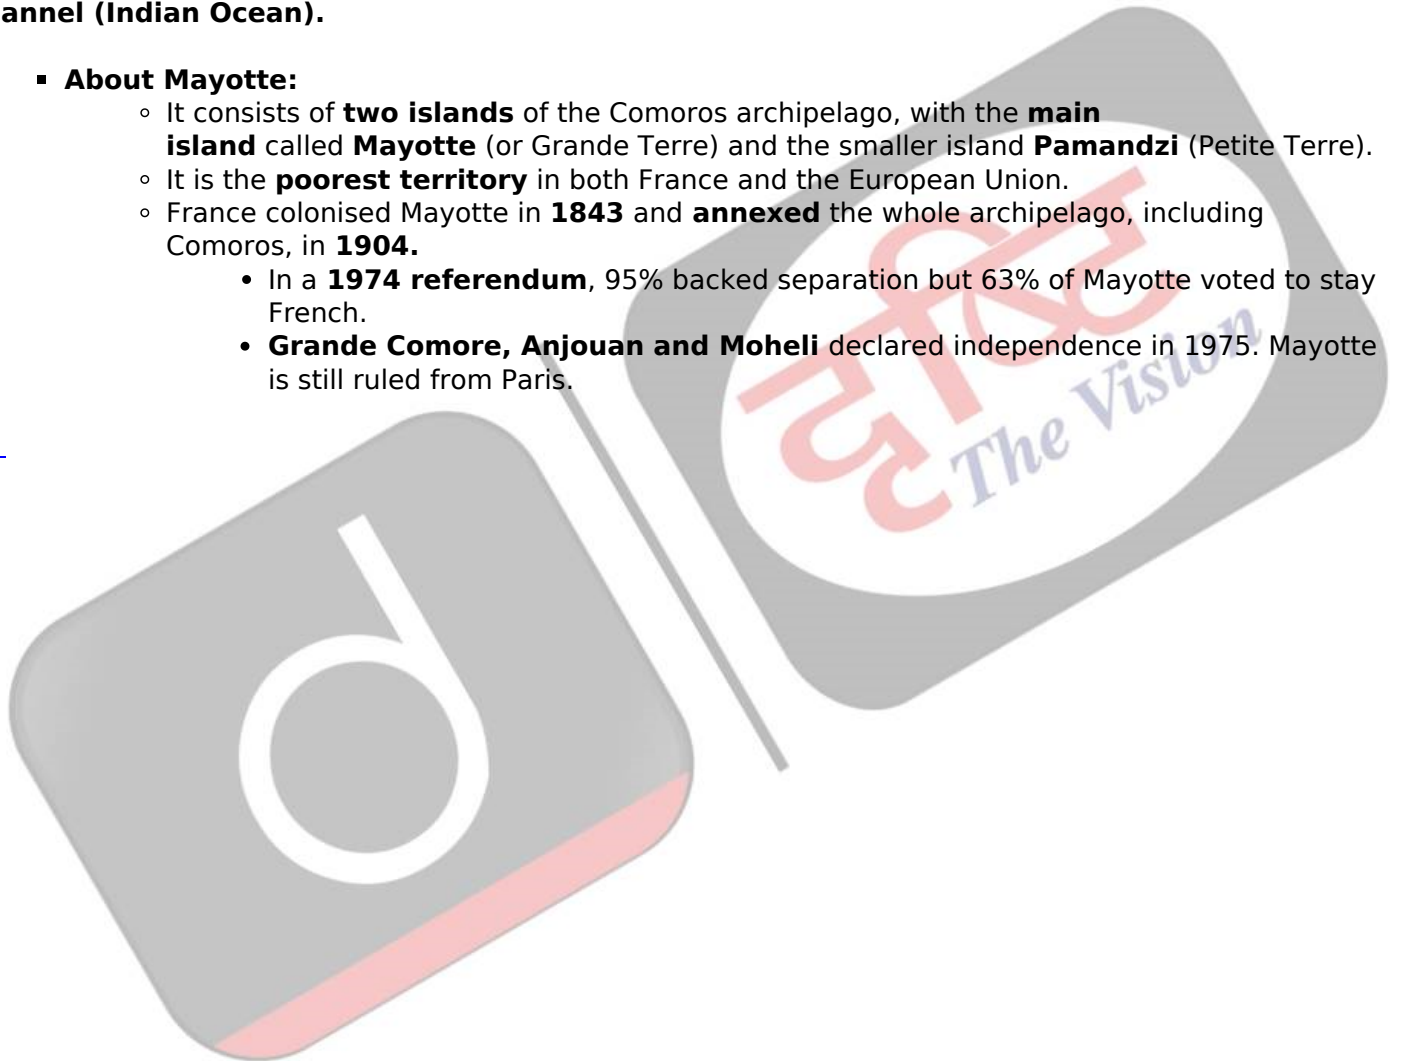 annel (Indian Ocean).
▪ About Mayotte:
◦ It consists of two islands of the Comoros archipelago, with the main
island called Mayotte (or Grande Terre) and the smaller island Pamandzi (Petite Terre).
◦ It is the poorest territory in both France and the European Union.
◦ France colonised Mayotte in 1843 and annexed the whole archipelago, including
Comoros, in 1904.
• In a 1974 referendum, 95% backed separation but 63% of Mayotte voted to stay
French.
• Grande Comore, Anjouan and Moheli declared independence in 1975. Mayotte
is still ruled from Paris.
दृष्टि
The Vision
d